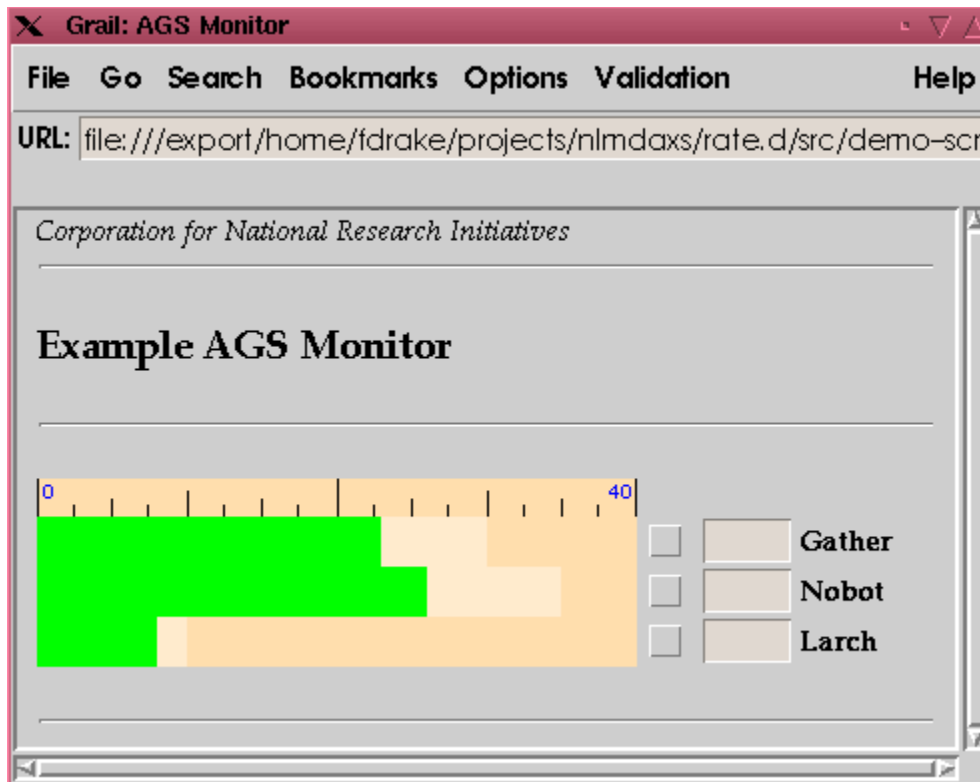 Grail: AGS Monitor
File Go Search Bookmarks Options Validation Help
URL: file:///export/home/fdrake/projects/nlmdaxs/rate.d/src/demo-scr
Corporation for National Research Initiatives
Example AGS Monitor
0 40
Gather
Nobot
Larch